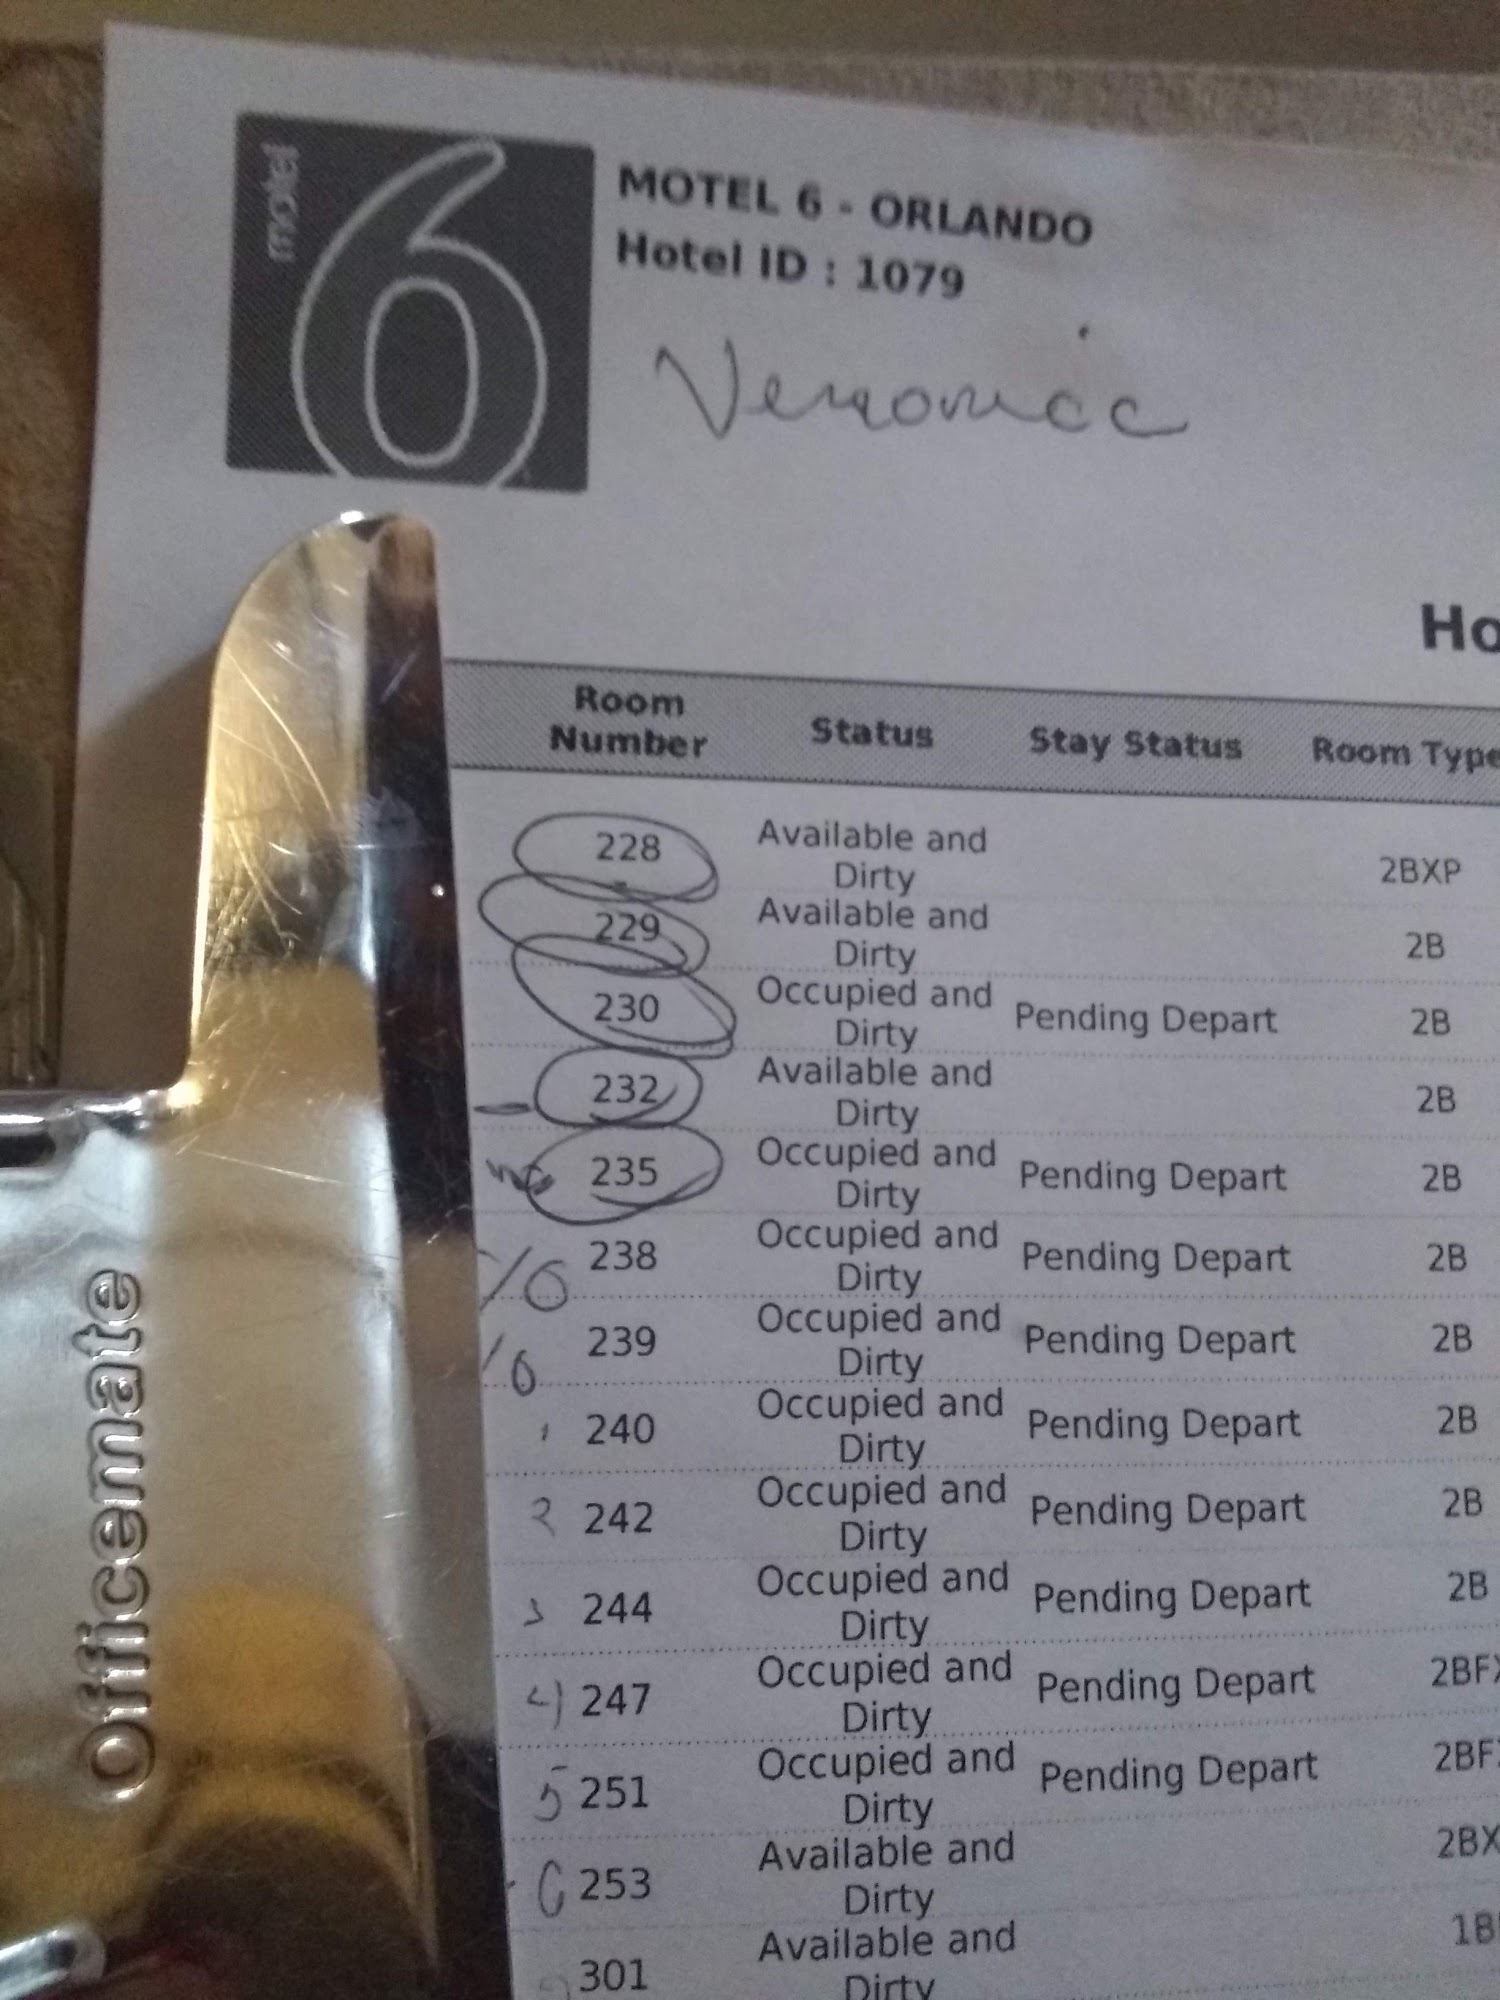 motel
6
MOTEL 6 - ORLANDO
Hotel ID : 1079
Veronica
Ho
Room Number Status Stay Status Room Type
228 Available and Dirty 2BXP
229 Available and Dirty 2B
230 Occupied and Dirty Pending Depart 2B
232 Available and Dirty 2B
235 Occupied and Dirty Pending Depart 2B
238 Occupied and Dirty Pending Depart 2B
239 Occupied and Dirty Pending Depart 2B
240 Occupied and Dirty Pending Depart 2B
2 242 Occupied and Dirty Pending Depart 2B
3 244 Occupied and Dirty Pending Depart 2B
4) 247 Occupied and Dirty Pending Depart 2BFX
5 251 Occupied and Dirty Pending Depart 2BF
6 253 Available and Dirty 2BX
301 Available and Dirty 1B
Officemate